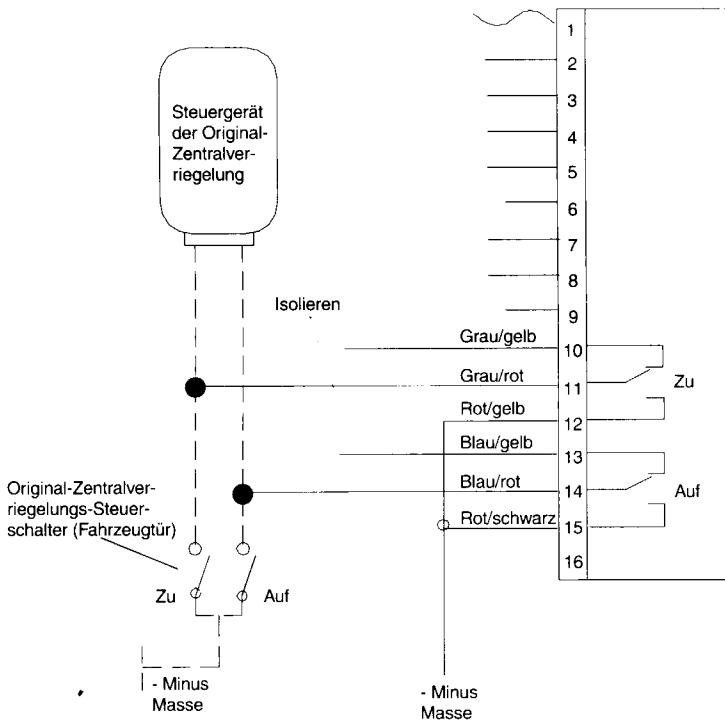 Steuergerät
der Original-
Zentralver-
riegelung
1
2
3
4
5
6
7
8
9
Isolieren
Grau/gelb
10
Grau/rot
11
Zu
Rot/gelb
12
Blau/gelb
13
Blau/rot
14
Auf
Rot/schwarz
15
16
Original-Zentralver-
riegelungs-Steuer-
schalter (Fahrzeugtür)
Zu
Auf
- Minus
Masse
- Minus
Masse